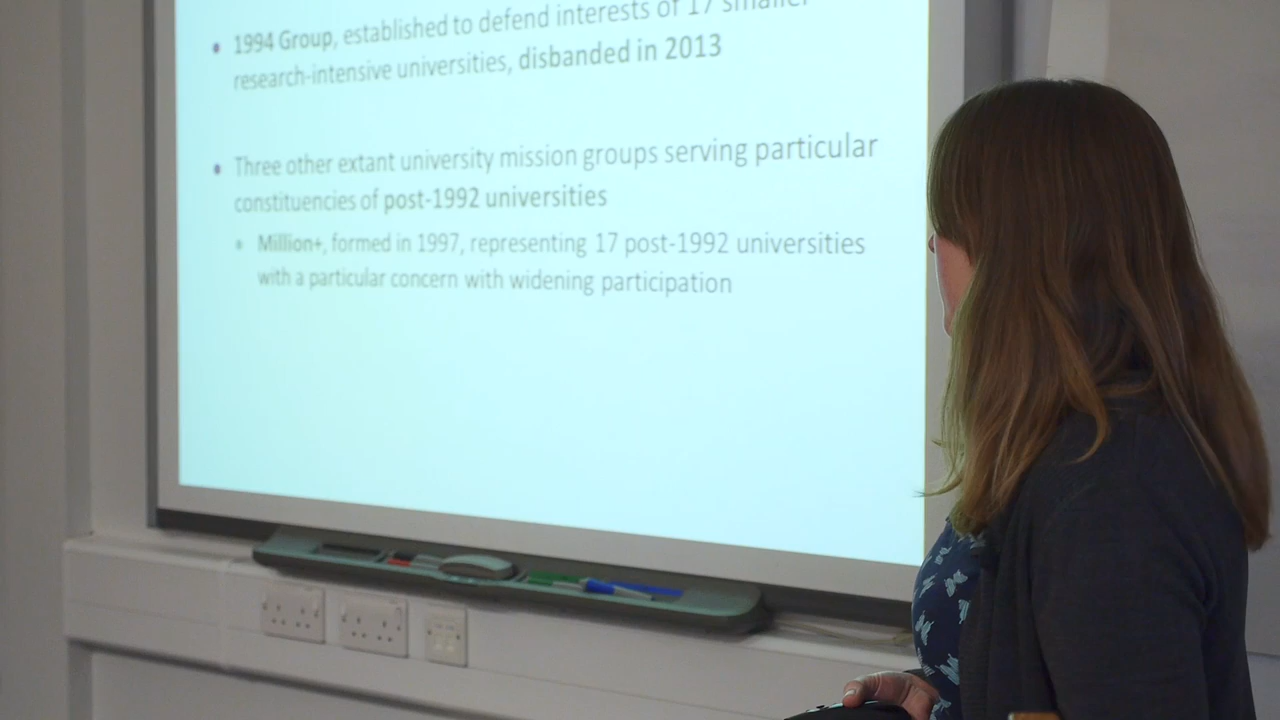 1994 Group, established to defend interests of 17 smaller
research-intensive universities, disbanded in 2013
Three other extant university mission groups serving particular
constituencies of post-1992 universities
Million+, formed in 1997, representing 17 post-1992 universities
with a particular concern with widening participation